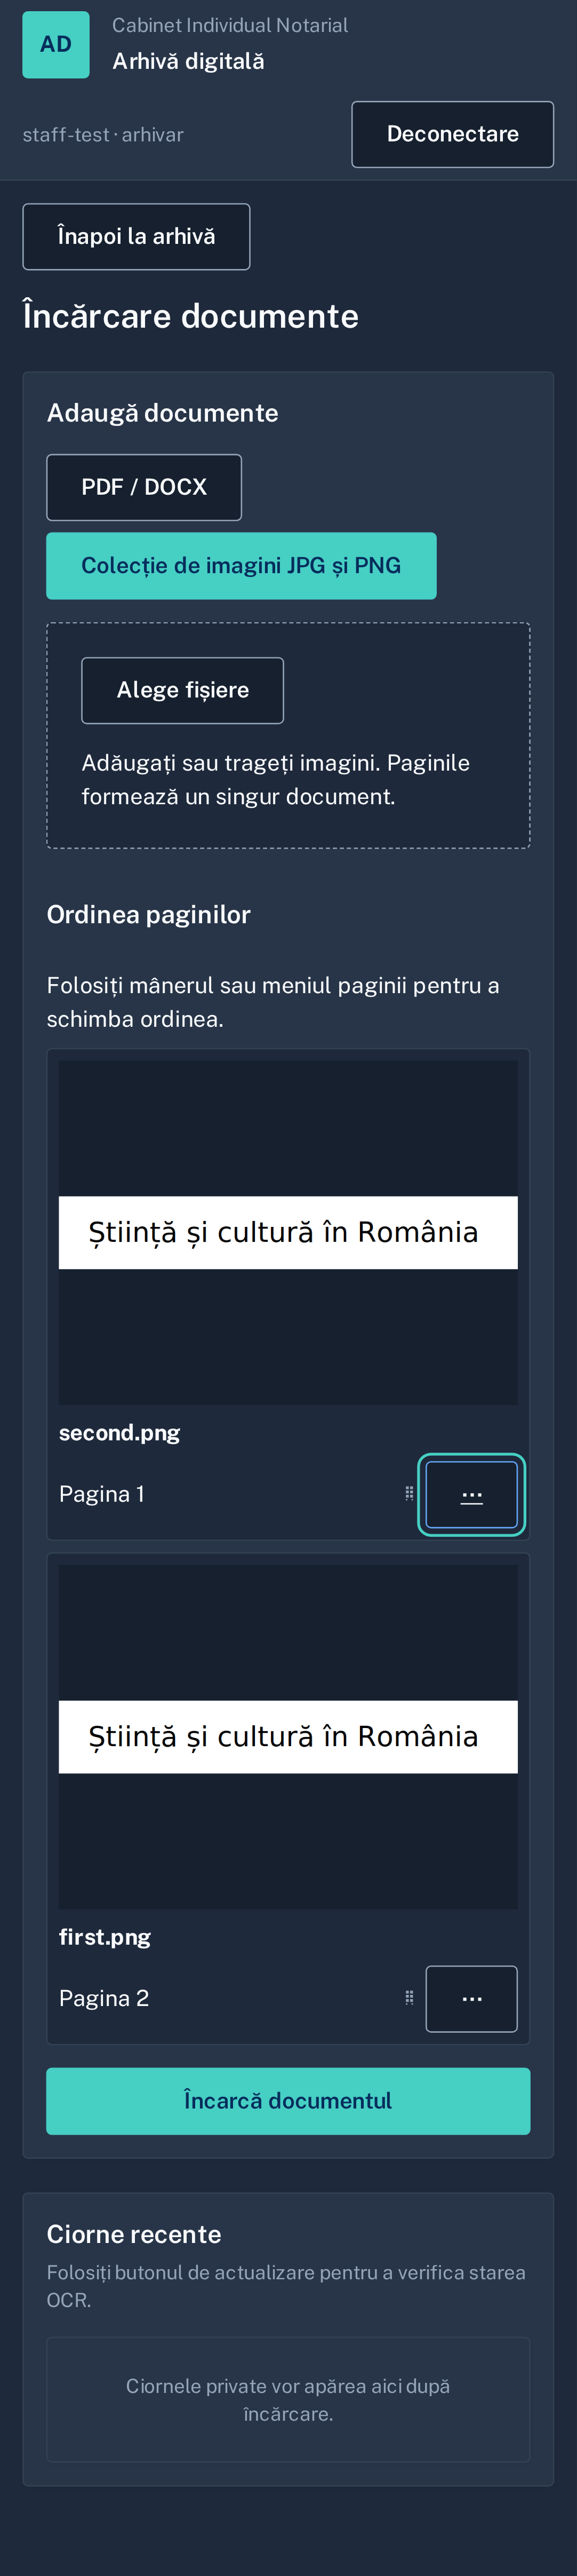 AD
Cabinet Individual Notarial
Arhivă digitală
staff-test · arhivar
Deconectare
Înapoi la arhivă
Încărcare documente
Adaugă documente
PDF / DOCX
Colecție de imagini JPG și PNG
Alege fișiere
Adăugați sau trageți imagini. Paginile
formează un singur document.
Ordinea paginilor
Folosiți mânerul sau meniul paginii pentru a
schimba ordinea.
Știință și cultură în România
second.png
Pagina 1
...
Știință și cultură în România
first.png
Pagina 2
...
Încarcă documentul
Ciorne recente
Folosiți butonul de actualizare pentru a verifica starea
OCR.
Ciornele private vor apărea aici după
încărcare.